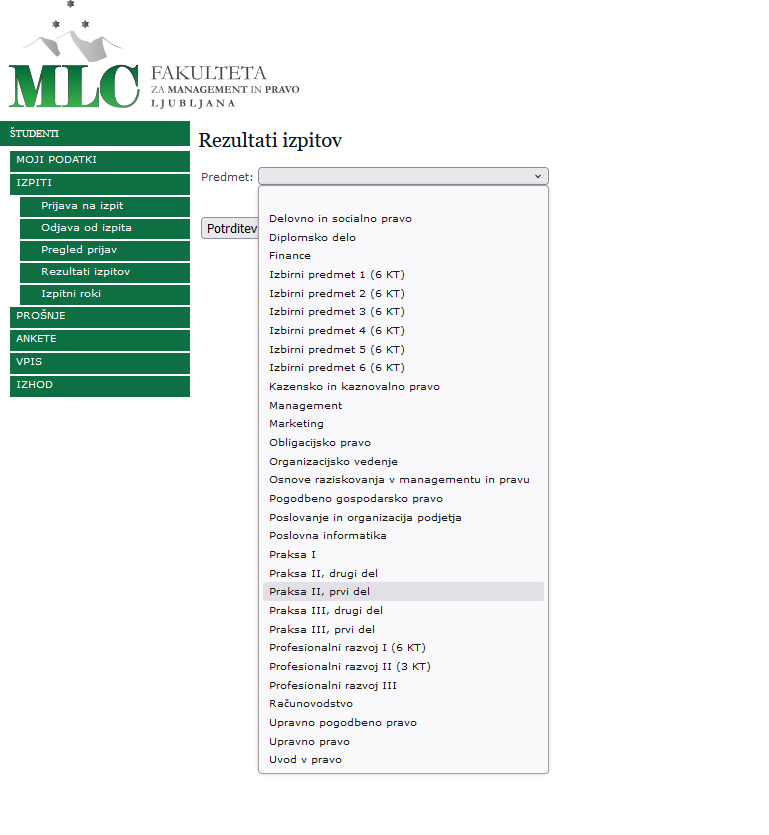 MLC
FAKULTETA
ZA MANAGEMENT IN PRAVO
LJUBLJANA
ŠTUDENTI
MOJI PODATKI
IZPITI
Prijava na izpit
Odjava od izpita
Pregled prijav
Rezultati izpitov
Izpitni roki
PROŠNJE
ANKETE
VPIS
IZHOD
Rezultati izpitov
Predmet:
Potrditev
Delovno in socialno pravo
Diplomsko delo
Finance
Izbirni predmet 1 (6 KT)
Izbirni predmet 2 (6 KT)
Izbirni predmet 3 (6 KT)
Izbirni predmet 4 (6 KT)
Izbirni predmet 5 (6 KT)
Izbirni predmet 6 (6 KT)
Kazensko in kaznovalno pravo
Management
Marketing
Obligacijsko pravo
Organizacijsko vedenje
Osnove raziskovanja v managementu in pravu
Pogodbeno gospodarsko pravo
Poslovanje in organizacija podjetja
Poslovna informatika
Praksa I
Praksa II, drugi del
Praksa II, prvi del
Praksa III, drugi del
Praksa III, prvi del
Profesionalni razvoj I (6 KT)
Profesionalni razvoj II (3 KT)
Profesionalni razvoj III
Računovodstvo
Upravno pogodbeno pravo
Upravno pravo
Uvod v pravo